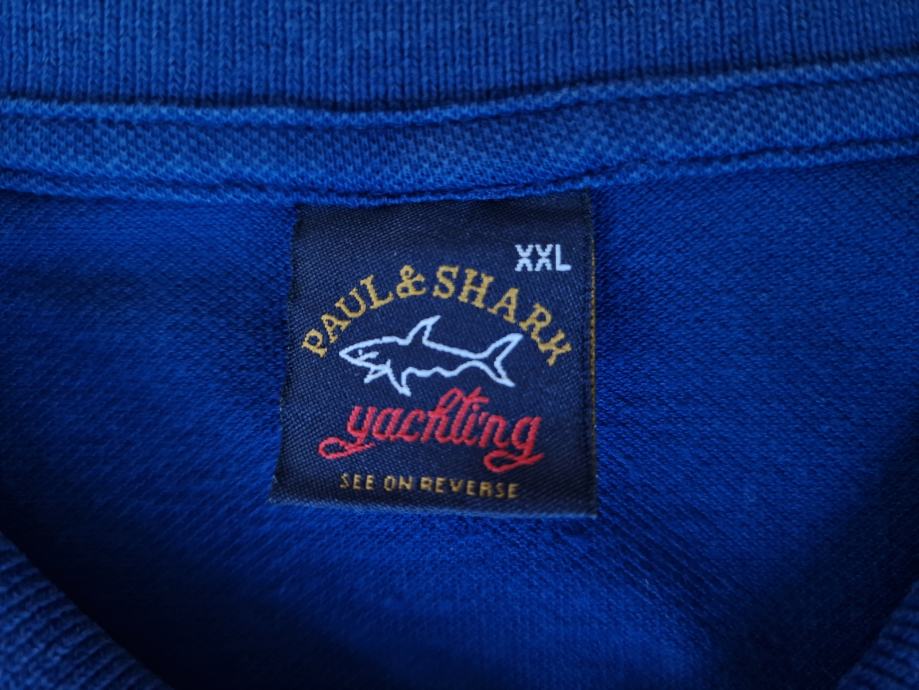 XXL
PAUL & SHARK
yachting
SEE ON REVERSE